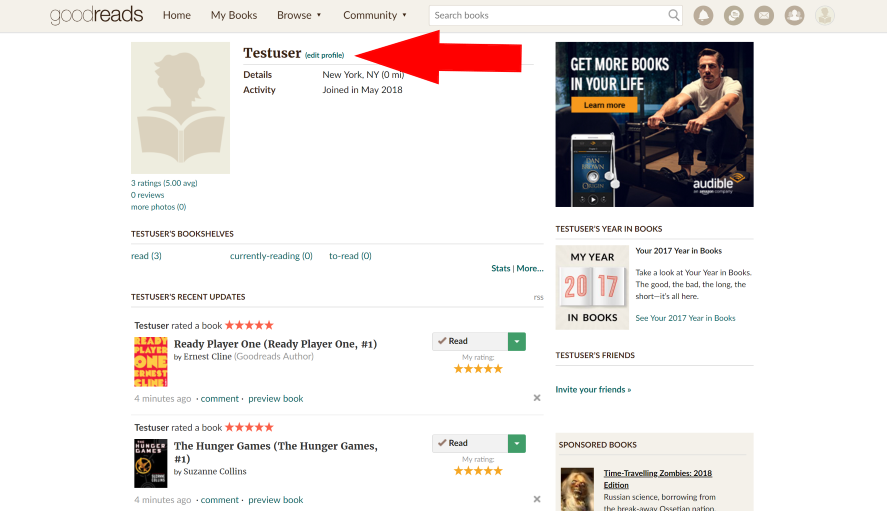 goodreads Home My Books Browse ▾ Community ▾ Search books
Testuser (edit profile)
Details New York, NY (0 mi)
Activity Joined in May 2018
3 ratings (5.00 avg)
0 reviews
more photos (0)
TESTUSER'S BOOKSHELVES
read (3) currently-reading (0) to-read (0)
Stats | More...
TESTUSER'S RECENT UPDATES rss
Testuser rated a book ★★★★★
READY
PLAYER
ONE
ERNEST
CLINE
Ready Player One (Ready Player One, #1)
by Ernest Cline (Goodreads Author)
Read
My rating:
4 minutes ago · comment · preview book
Testuser rated a book ★★★★★
THE
HUNGER
GAMES
SUZANNE
COLLINS
The Hunger Games (The Hunger Games,
#1)
by Suzanne Collins
Read
My rating:
4 minutes ago · comment · preview book
GET MORE BOOKS
IN YOUR LIFE
Learn more
DAN
BROWN
ORIGIN
audible
an amazon company
TESTUSER'S YEAR IN BOOKS
MY YEAR
2017
IN BOOKS
Your 2017 Year in Books
Take a look at Your Year in Books.
The good, the bad, the long, the
short—it's all here.
See Your 2017 Year in Books
TESTUSER'S FRIENDS
Invite your friends »
SPONSORED BOOKS
Time-Travelling Zombies: 2018
Edition
Russian science, borrowing from
the break-away Ossetian nation,